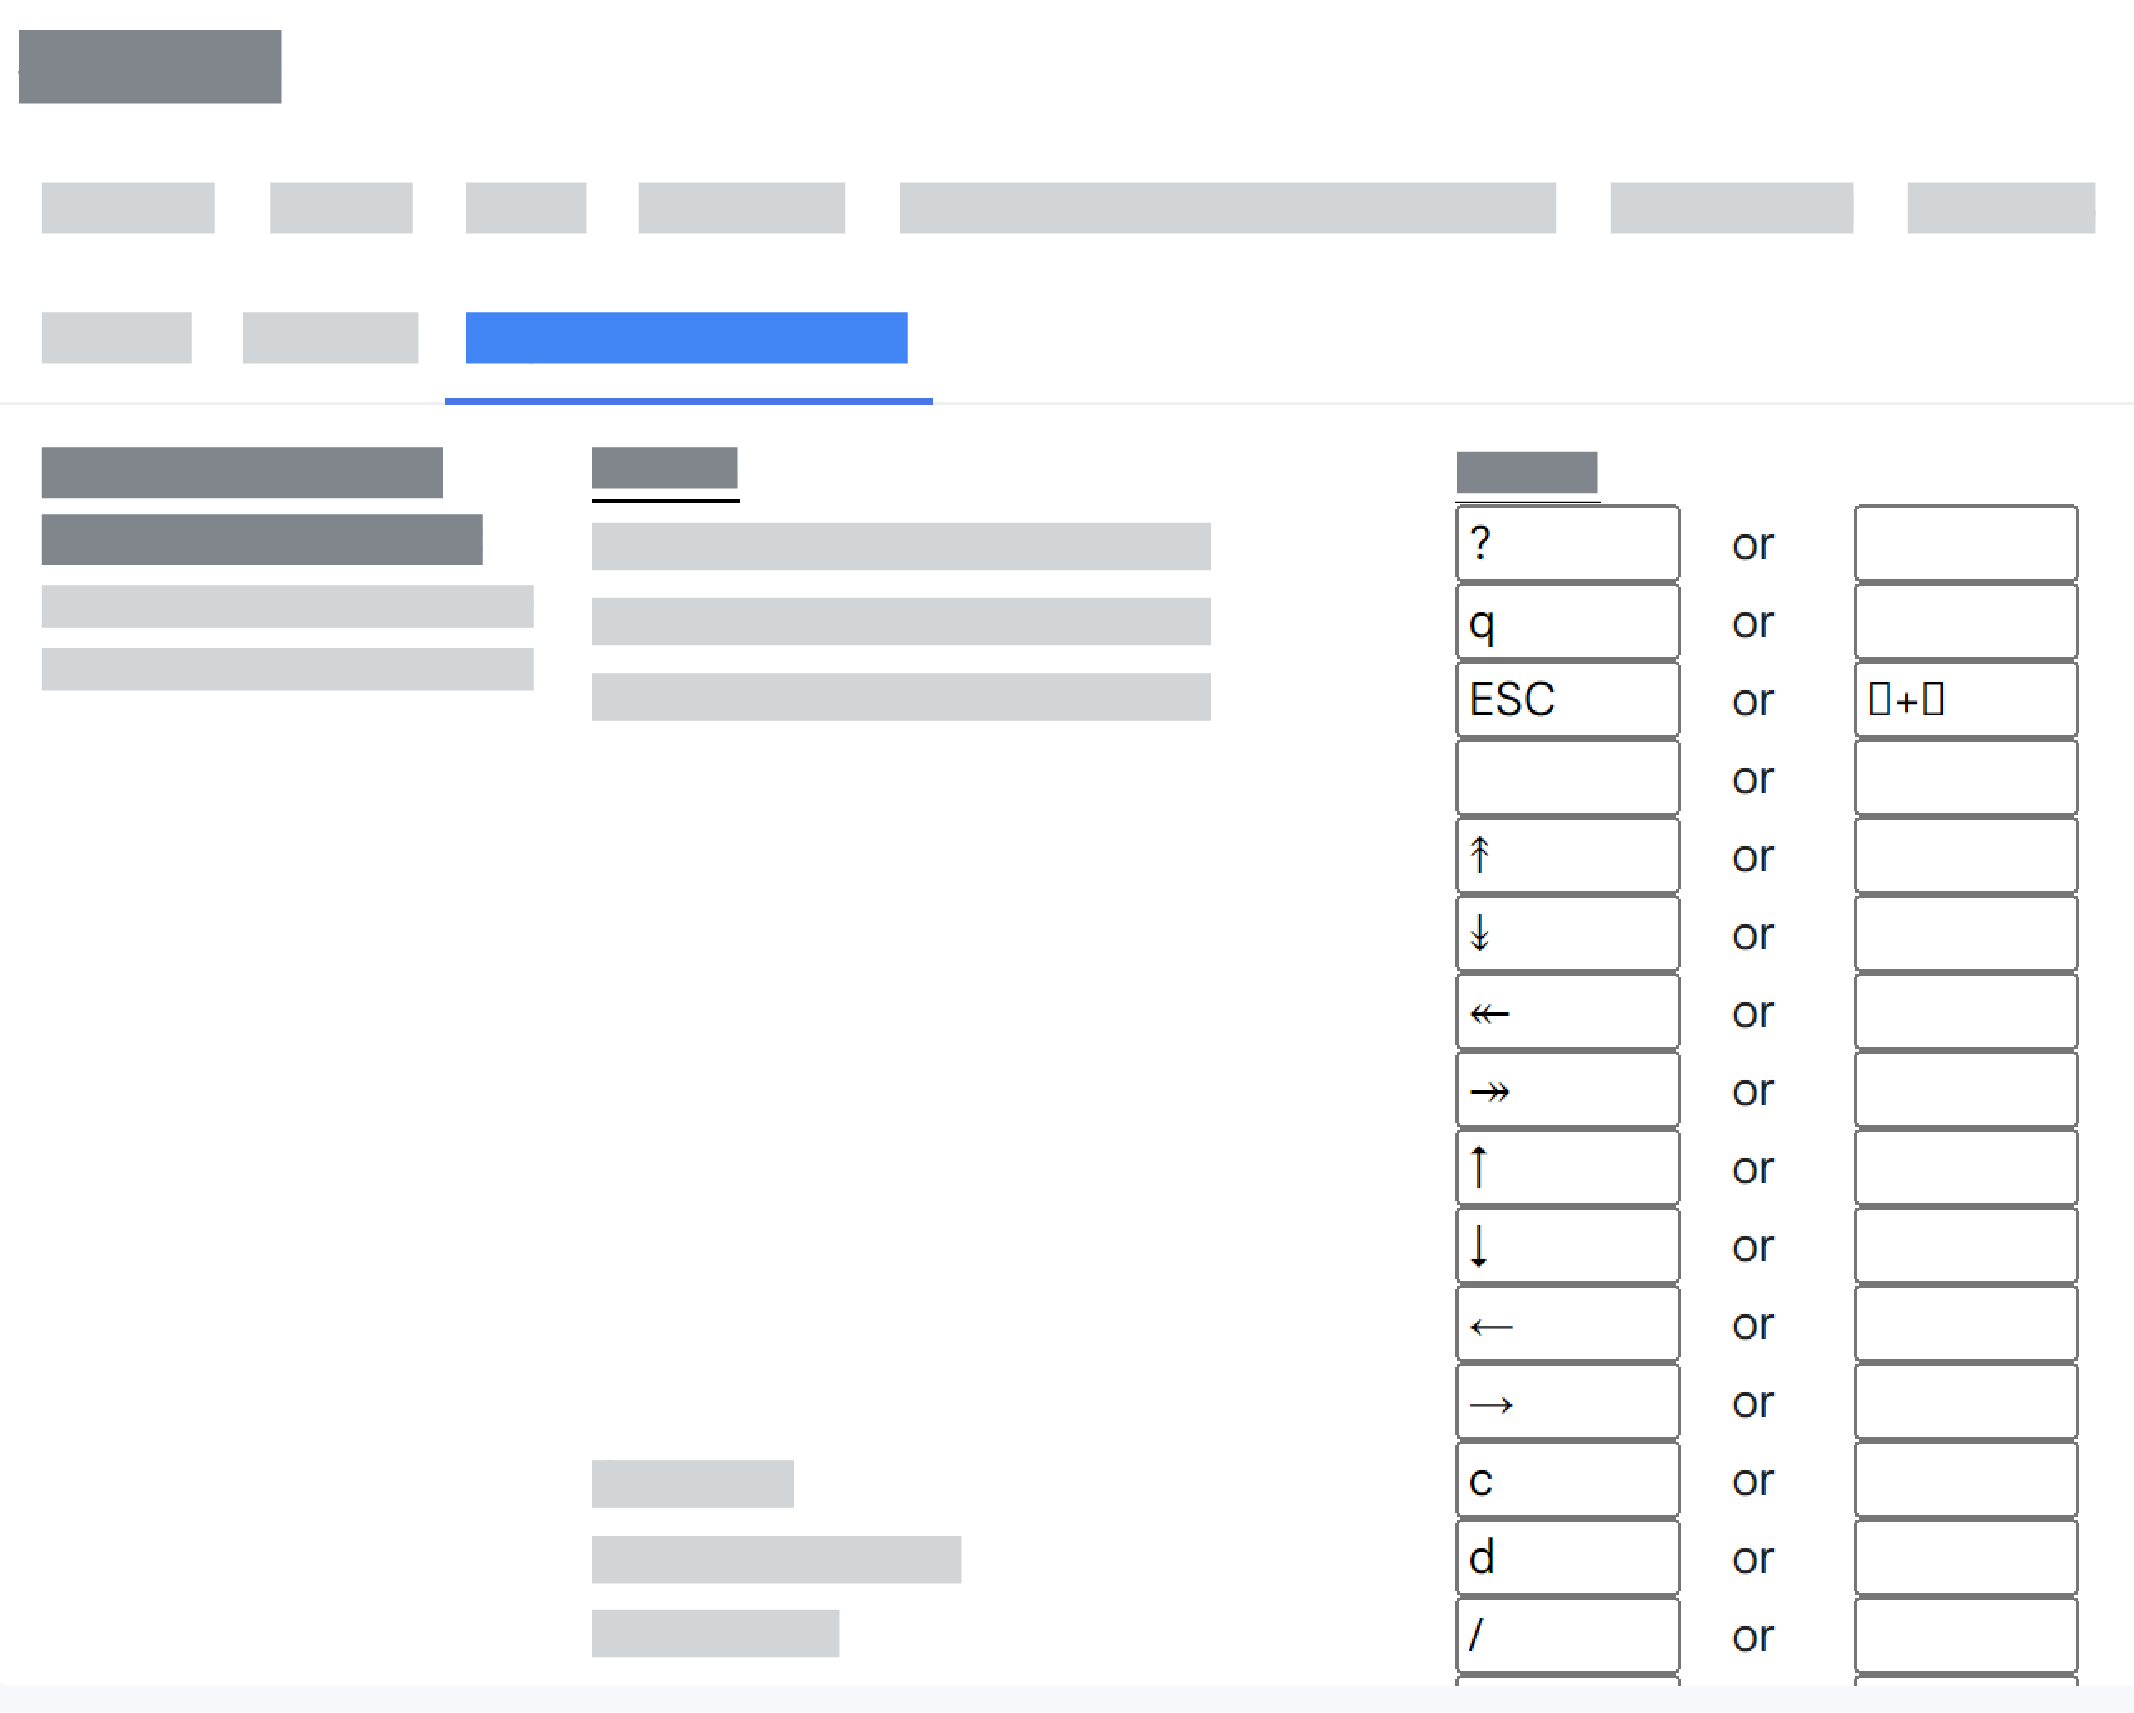 ? or
q or
ESC or ▯+▯
or
↟ or
↡ or
↞ or
↠ or
↑ or
↓ or
← or
→ or
c or
d or
/ or